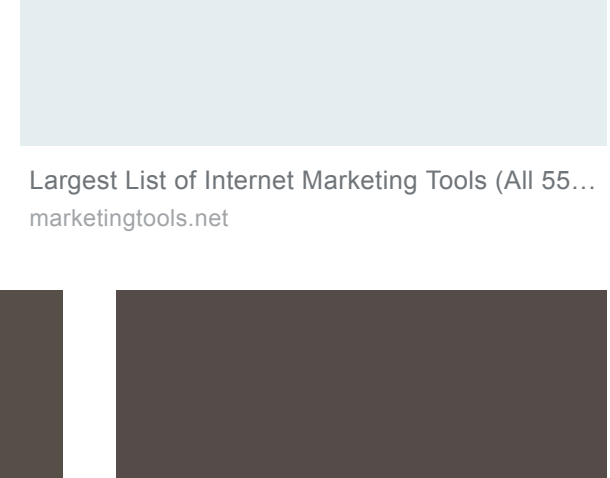 Largest List of Internet Marketing Tools (All 55…
marketingtools.net